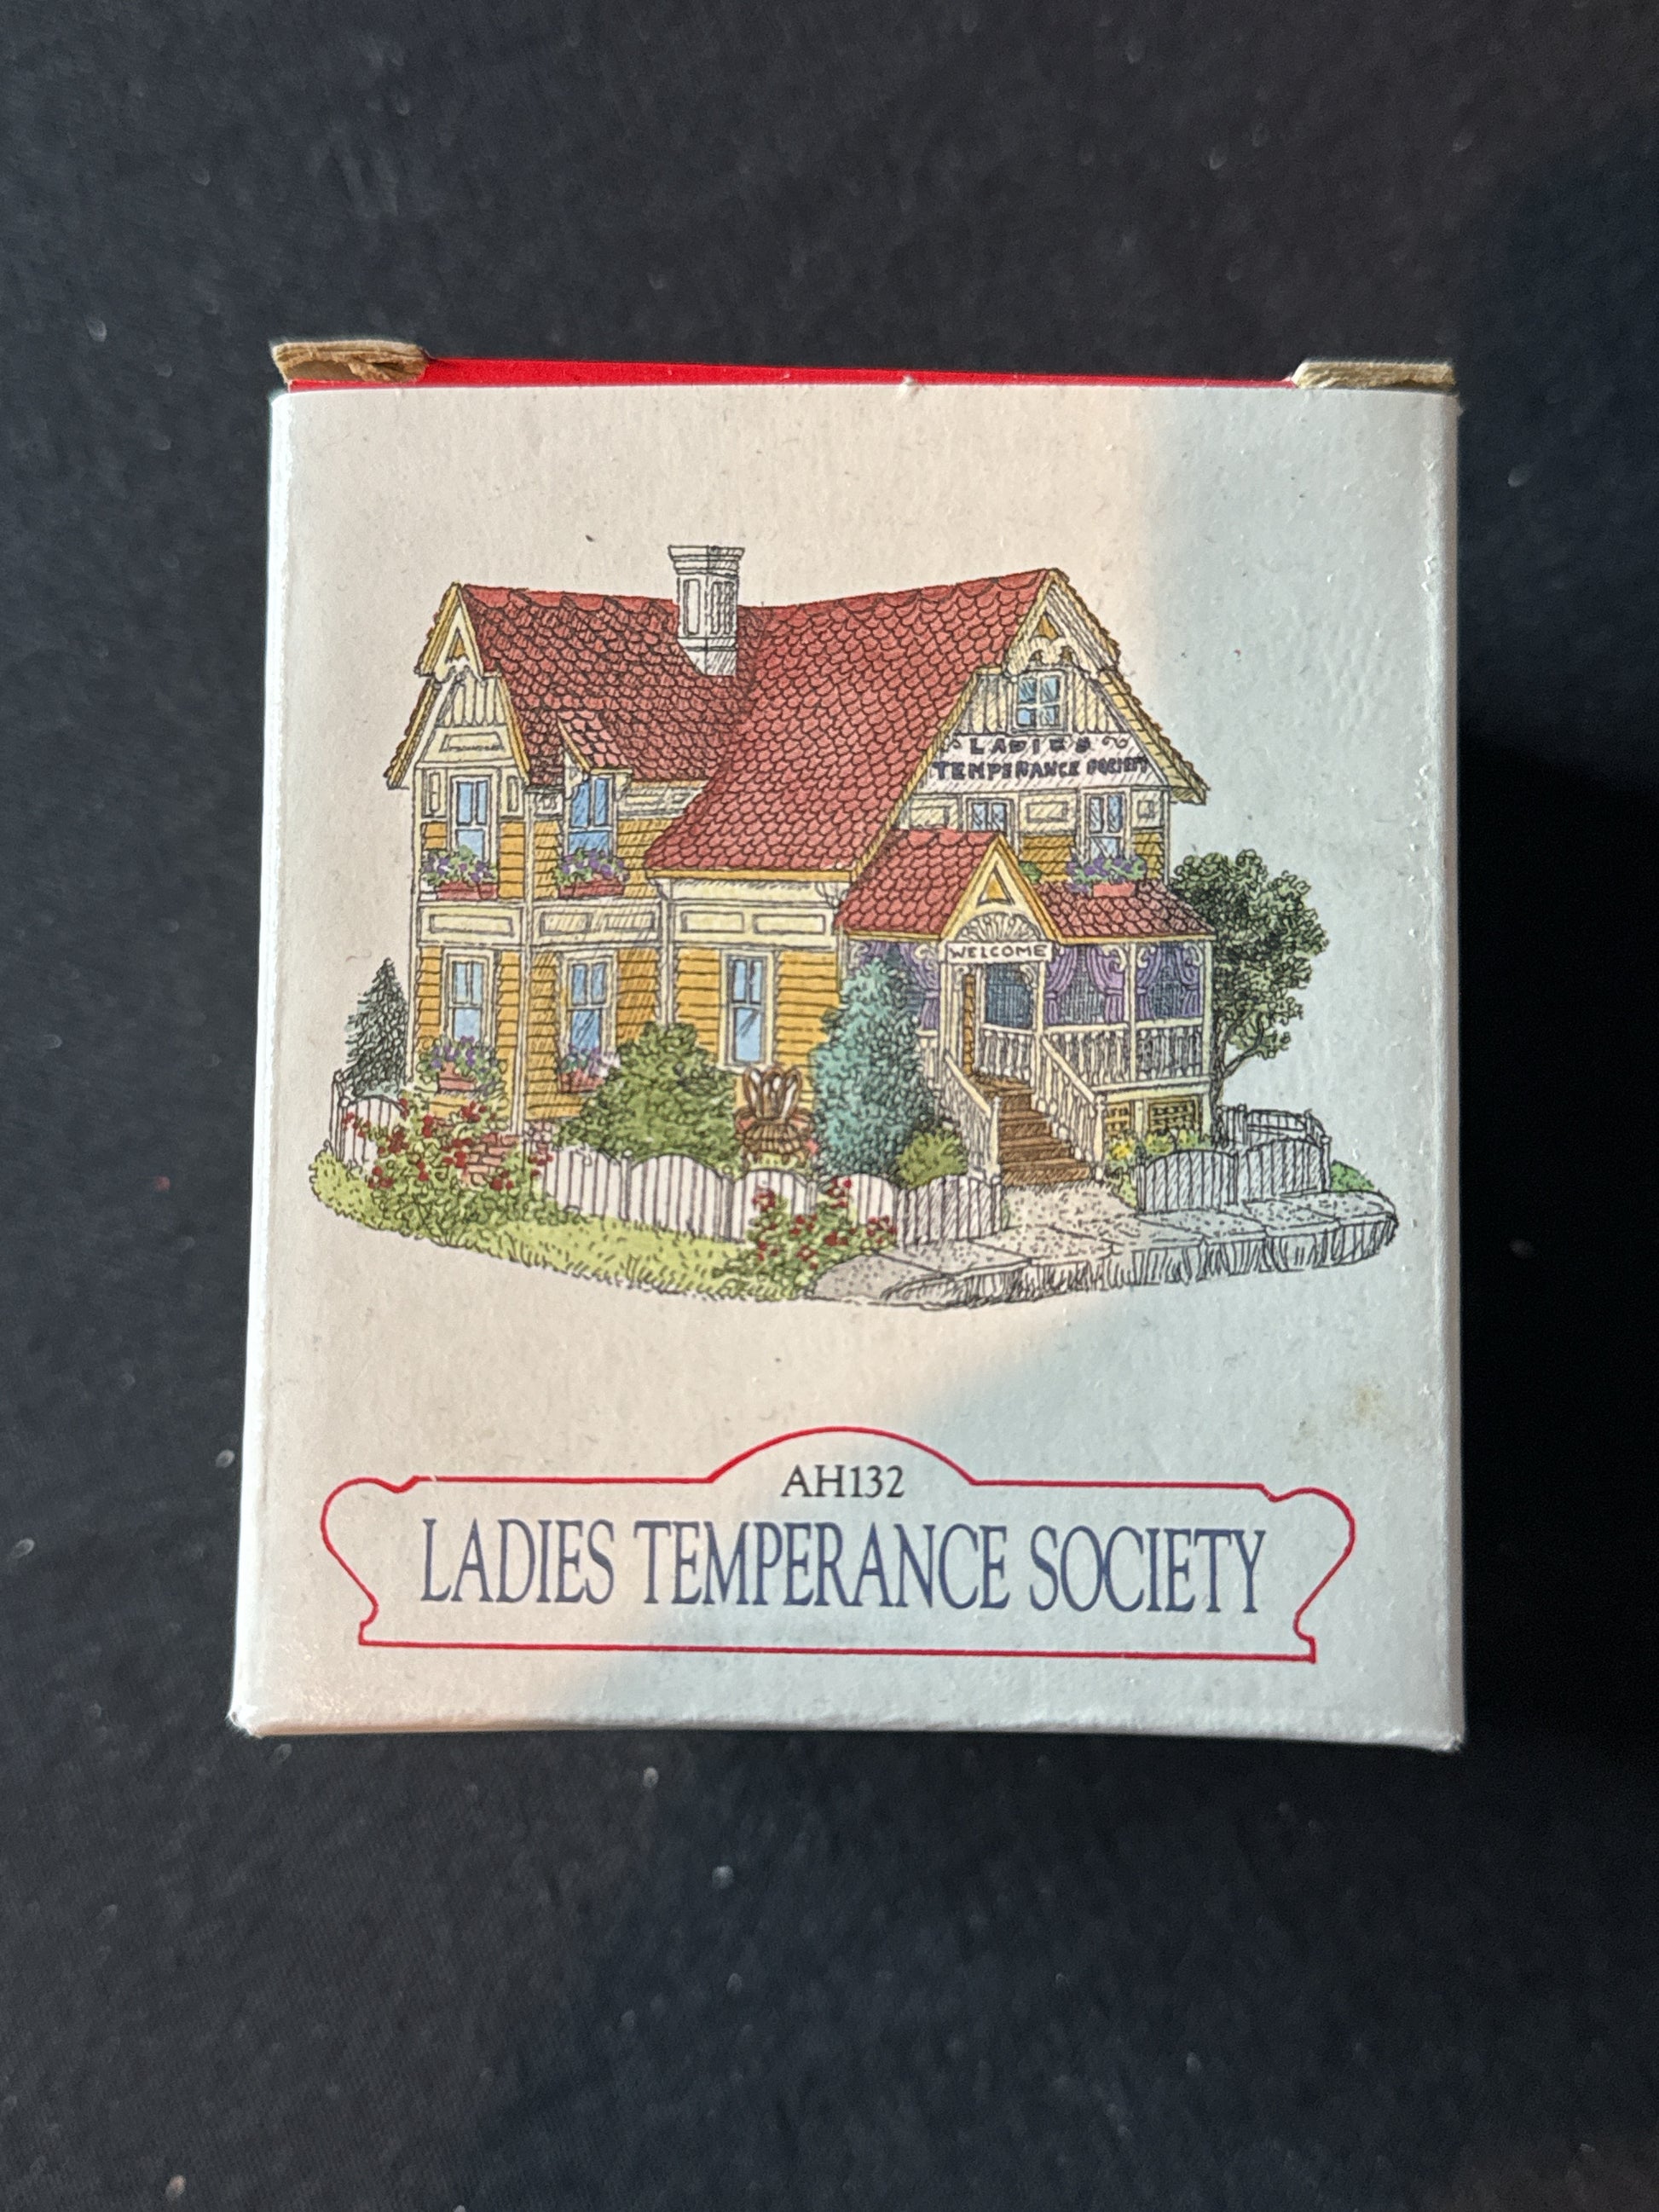 LADIES
TEMPERANCE SOCIETY
WELCOME
AH132
LADIES TEMPERANCE SOCIETY